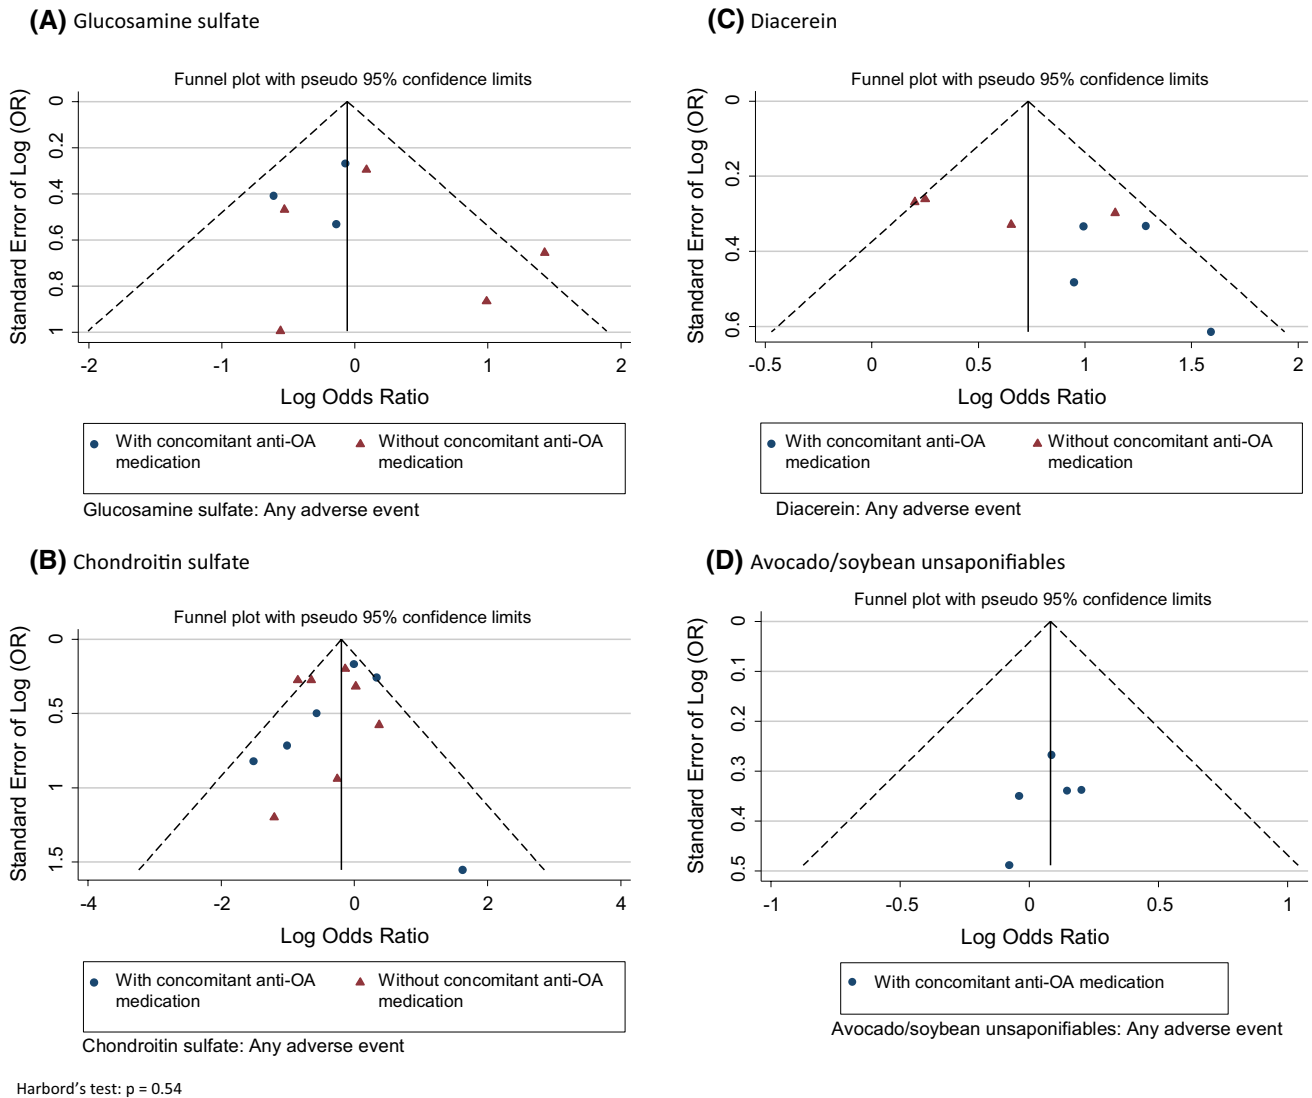 (A) Glucosamine sulfate
Funnel plot with pseudo 95% confidence limits
Standard Error of Log (OR)
0
0.2
0.4
0.6
0.8
1
-2 -1 0 1 2
Log Odds Ratio
With concomitant anti-OA medication
Without concomitant anti-OA medication
Glucosamine sulfate: Any adverse event
(B) Chondroitin sulfate
Funnel plot with pseudo 95% confidence limits
Standard Error of Log (OR)
0
0.5
1
1.5
-4 -2 0 2 4
Log Odds Ratio
With concomitant anti-OA medication
Without concomitant anti-OA medication
Chondroitin sulfate: Any adverse event
Harbord's test: p = 0.54
(C) Diacerein
Funnel plot with pseudo 95% confidence limits
Standard Error of Log (OR)
0
0.2
0.4
0.6
-0.5 0 0.5 1 1.5 2
Log Odds Ratio
With concomitant anti-OA medication
Without concomitant anti-OA medication
Diacerein: Any adverse event
(D) Avocado/soybean unsaponifiables
Funnel plot with pseudo 95% confidence limits
Standard Error of Log (OR)
0
0.1
0.2
0.3
0.4
0.5
-1 -0.5 0 0.5 1
Log Odds Ratio
With concomitant anti-OA medication
Avocado/soybean unsaponifiables: Any adverse event